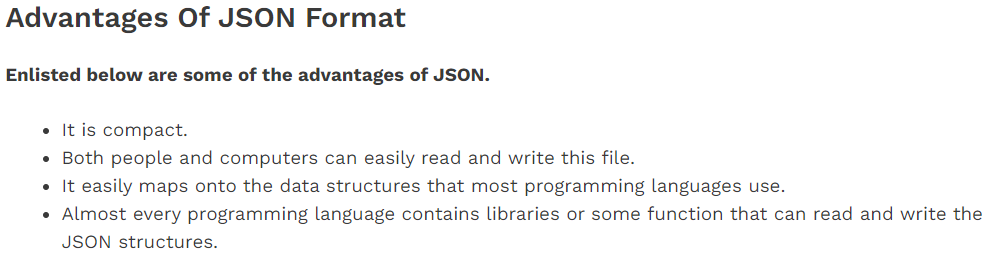 Advantages Of JSON Format
Enlisted below are some of the advantages of JSON.
• It is compact.
• Both people and computers can easily read and write this file.
• It easily maps onto the data structures that most programming languages use.
• Almost every programming language contains libraries or some function that can read and write the
JSON structures.